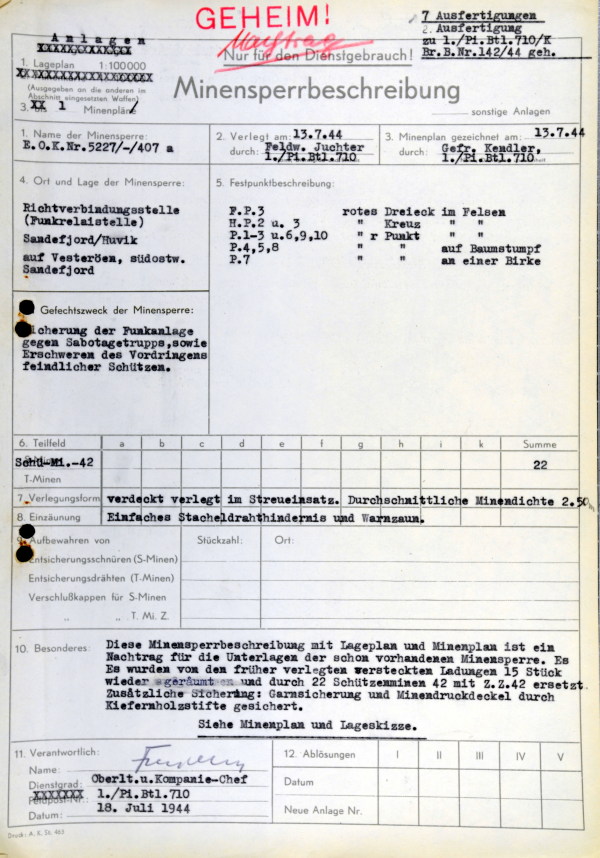 GEHEIM!
7 Ausfertigungen
2. Ausfertigung
zu 1./Pi.Btl.710/K
Br.B.Nr.142/44 geh.
Anlagen
Nachtrag
Nur für den Dienstgebrauch!
1. Lageplan 1:100000
(Ausgegeben an die anderen im
Abschnitt eingesetzten Waffen)
3. bis 1 Minenpläne/
Minensperrbeschreibung
sonstige Anlagen
1. Name der Minensperre:
E.O.K.Nr.5227/-/407 a
2. Verlegt am: 13.7.44
durch: Feldw. Juchter
1./Pi.Btl.710
3. Minenplan gezeichnet am: 13.7.44
durch: Gefr. Kendler,
1./Pi.Btl.710
4. Ort und Lage der Minensperre:
Richtverbindungsstelle
(Funkrelaistelle)
Sandefjord/Huvik
auf Vesteröen, südostw.
Sandefjord
5. Festpunktbeschreibung:
F.P.3 rotes Dreieck im Felsen
H.P.2 u. 3 " Kreuz " "
P.1-3 u.6,9,10 " r Punkt " "
P.4,5,8 " " auf Baumstumpf
P.7 " " an einer Birke
Gefechtszweck der Minensperre:
icherung der Funkanlage
gegen Sabotagetrupps,sowie
Erschweren des Vordringens
feindlicher Schützen.
6. Teilfeld a b c d e f g h i k Summe
Schü-Mi.-42 22
T-Minen
7. Verlegungsform verdeckt verlegt im Streueinsatz. Durchschnittliche Minendichte 2.50
8. Einzäunung Einfaches Stacheldrahthindernis und Warnzaun.
9. Aufbewahren von Stückzahl: Ort:
Entsicherungsschnüren (S-Minen)
Entsicherungsdrähten (T-Minen)
Verschlußkappen für S-Minen
" " T. Mi. Z.
10. Besonderes: Diese Minensperrbeschreibung mit Lageplan und Minenplan ist ein
Nachtrag für die Unterlagen der schon vorhandenen Minensperre. Es
Es wurden von den früher verlegten versteckten Ladungen 15 Stück
wieder geräumt und durch 22 Schützenminen 42 mit Z.Z.42 ersetzt
Zusätzliche Sicherung: Garnsicherung und Minendruckdeckel durch
Kiefernholzstifte gesichert.
Siehe Minenplan und Lageskizze.
11. Verantwortlich:
Name:
Dienstgrad: Oberlt.u.Kompanie-Chef
Feldpost-Nr.: 1./Pi.Btl.710
Datum: 18. Juli 1944
12. Ablösungen I II III IV V
Datum
Neue Anlage Nr.
Druck: A. K. St. 463